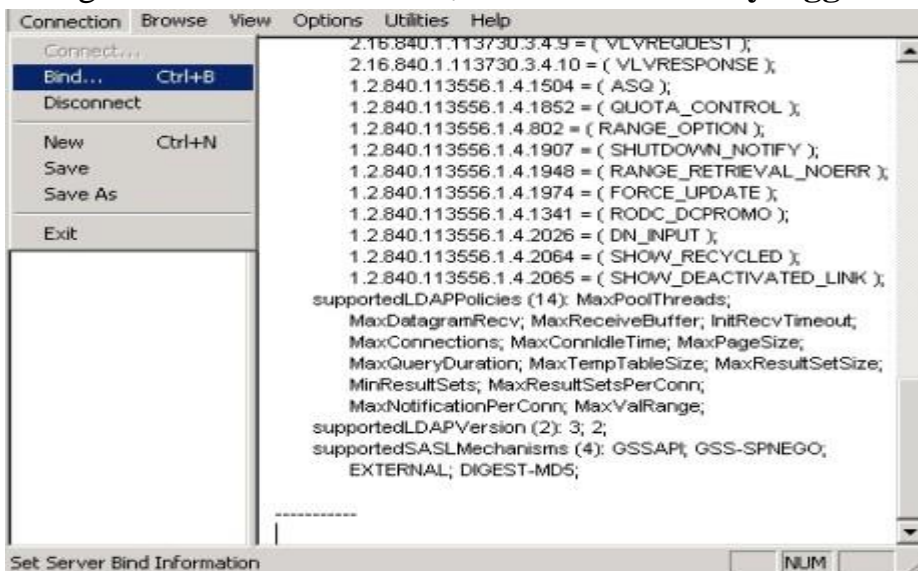 Connection Browse View Options Utilities Help
Connect...
Bind... Ctrl+B
Disconnect
New Ctrl+N
Save
Save As
Exit
2.16.840.1.113730.3.4.9 = ( VLVREQUEST );
2.16.840.1.113730.3.4.10 = ( VLVRESPONSE );
1.2.840.113556.1.4.1504 = ( ASQ );
1.2.840.113556.1.4.1852 = ( QUOTA_CONTROL );
1.2.840.113556.1.4.802 = ( RANGE_OPTION );
1.2.840.113556.1.4.1907 = ( SHUTDOWN_NOTIFY );
1.2.840.113556.1.4.1948 = ( RANGE_RETRIEVAL_NOERR );
1.2.840.113556.1.4.1974 = ( FORCE_UPDATE );
1.2.840.113556.1.4.1341 = ( RODC_DCPROMO );
1.2.840.113556.1.4.2026 = ( DN_INPUT );
1.2.840.113556.1.4.2064 = ( SHOW_RECYCLED );
1.2.840.113556.1.4.2065 = ( SHOW_DEACTIVATED_LINK );
supportedLDAPPolicies (14): MaxPoolThreads;
MaxDatagramRecv; MaxReceiveBuffer; InitRecvTimeout;
MaxConnections; MaxConnIdleTime; MaxPageSize;
MaxQueryDuration; MaxTempTableSize; MaxResultSetSize;
MinResultSets; MaxResultSetsPerConn;
MaxNotificationPerConn; MaxValRange;
supportedLDAPVersion (2): 3; 2;
supportedSASLMechanisms (4): GSSAPI; GSS-SPNEGO;
EXTERNAL; DIGEST-MD5;
-----------
Set Server Bind Information NUM